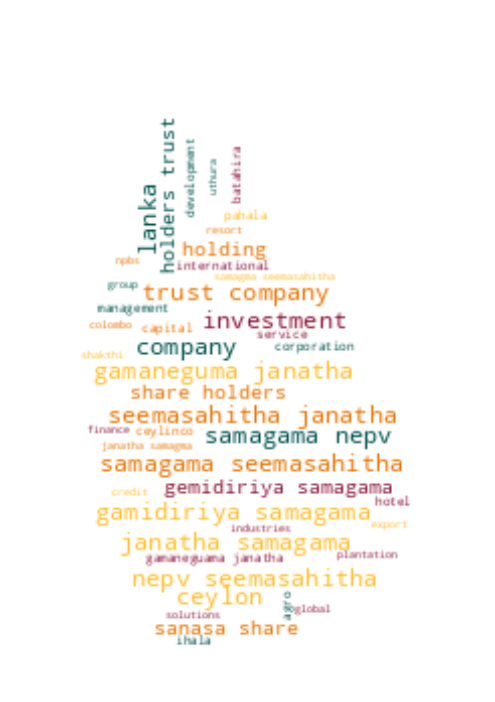 lanka
holders trust
development
uthura
batahira
pahala
resort
holding
npbs
international
samagma seemasahitha
group
trust company
management
colombo
capital
investment
service
shakthi
company
corporation
gamaneguma janatha
share holders
seemasahitha janatha
finance
ceylinco
samagama nepv
janatha samagma
samagama seemasahitha
credit
gemidiriya samagama
hotel
gamidiriya samagama
export
industries
janatha samagama
gamaneguama janatha
plantation
nepv seemasahitha
ceylon
agro
global
solutions
sanasa share
ihala